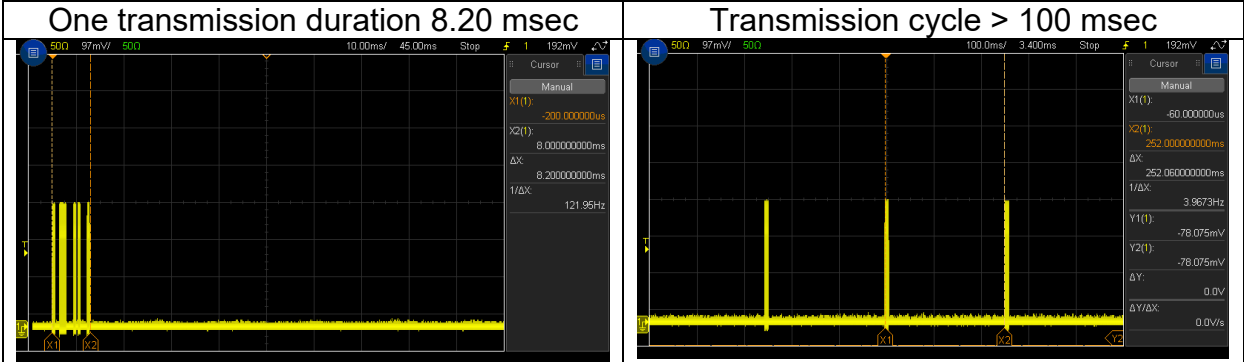 One transmission duration 8.20 msec
Transmission cycle > 100 msec
50Ω 97mV/ 50Ω 10.00ms/ 45.00ms Stop 1 192mV
Cursor
Manual
X1(1):
-200.000000us
X2(1):
8.000000000ms
ΔX:
8.200000000ms
1/ΔX:
121.95Hz
T
1
X1 X2
50Ω 97mV/ 50Ω 100.0ms/ 3.400ms Stop 1 192mV
Cursor
Manual
X1(1):
-60.000000us
X2(1):
252.000000000ms
ΔX:
252.060000000ms
1/ΔX:
3.9673Hz
Y1(1):
-78.075mV
Y2(1):
-78.075mV
ΔY:
0.0V
ΔY/ΔX:
0.0V/s
T
1
X1 X2 Y2